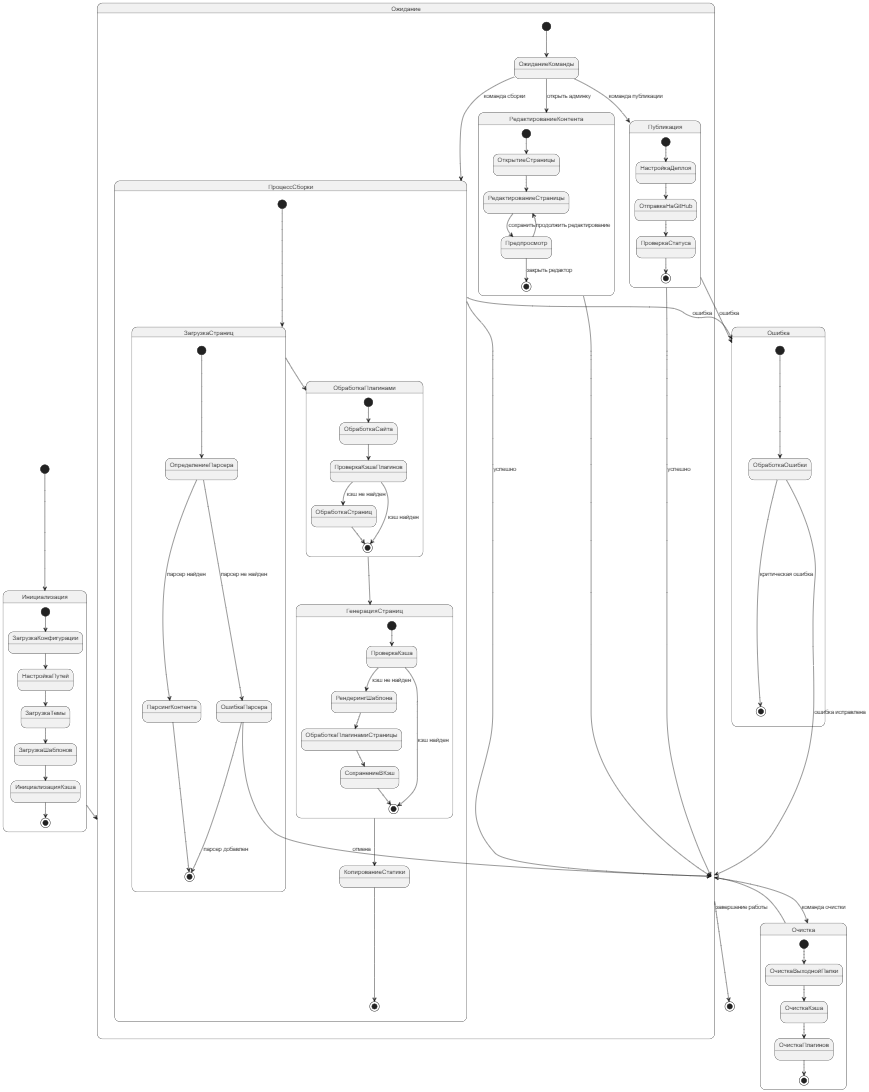 Ожидание
ОжиданиеКоманды
команда сборки
открыть админку
команда публикации
РедактированиеКонтента
Публикация
ОткрытиеСтраницы
НастройкаДеплоя
ПроцессСборки
РедактированиеСтраницы
ОтправкаНаGitHub
сохранить
продолжить редактирование
Предпросмотр
ПроверкаСтатуса
закрыть редактор
ошибка
ошибка
ЗагрузкаСтраниц
Ошибка
ОбработкаПлагинами
ОбработкаСайта
ОпределениеПарсера
ПроверкаКэшаПлагинов
успешно
успешно
ОбработкаОшибки
кэш не найден
ОбработкаСтраниц
кэш найден
парсер найден
парсер не найден
критическая ошибка
Инициализация
ГенерацияСтраниц
ЗагрузкаКонфигурации
ПроверкаКэша
НастройкаПутей
кэш не найден
РендерингШаблона
ЗагрузкаТемы
ПарсингКонтента
ОшибкаПарсера
ошибка исправлена
ОбработкаПлагинамиСтраницы
кэш найден
ЗагрузкаШаблонов
СохранениеВКэш
ИнициализацияКэша
парсер добавлен
отмена
КопированиеСтатики
завершение работы
команда очистки
Очистка
ОчисткаВыходнойПапки
ОчисткаКэша
ОчисткаПлагинов